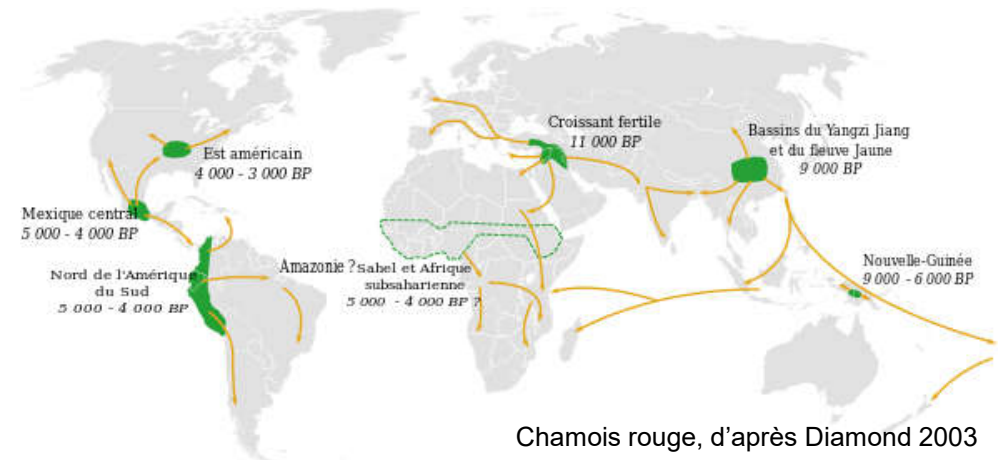 Croissant fertile
11 000 BP
Bassins du Yangzi Jiang
et du fleuve Jaune
9 000 BP
Est américain
4 000 - 3 000 BP
Mexique central
5 000 - 4 000 BP
Nord de l'Amérique
du Sud
5 000 - 4 000 BP
Amazonie ?
Sahel et Afrique
subsaharienne
5 000 - 4 000 BP ?
Nouvelle-Guinée
9 000 - 6 000 BP
Chamois rouge, d’après Diamond 2003